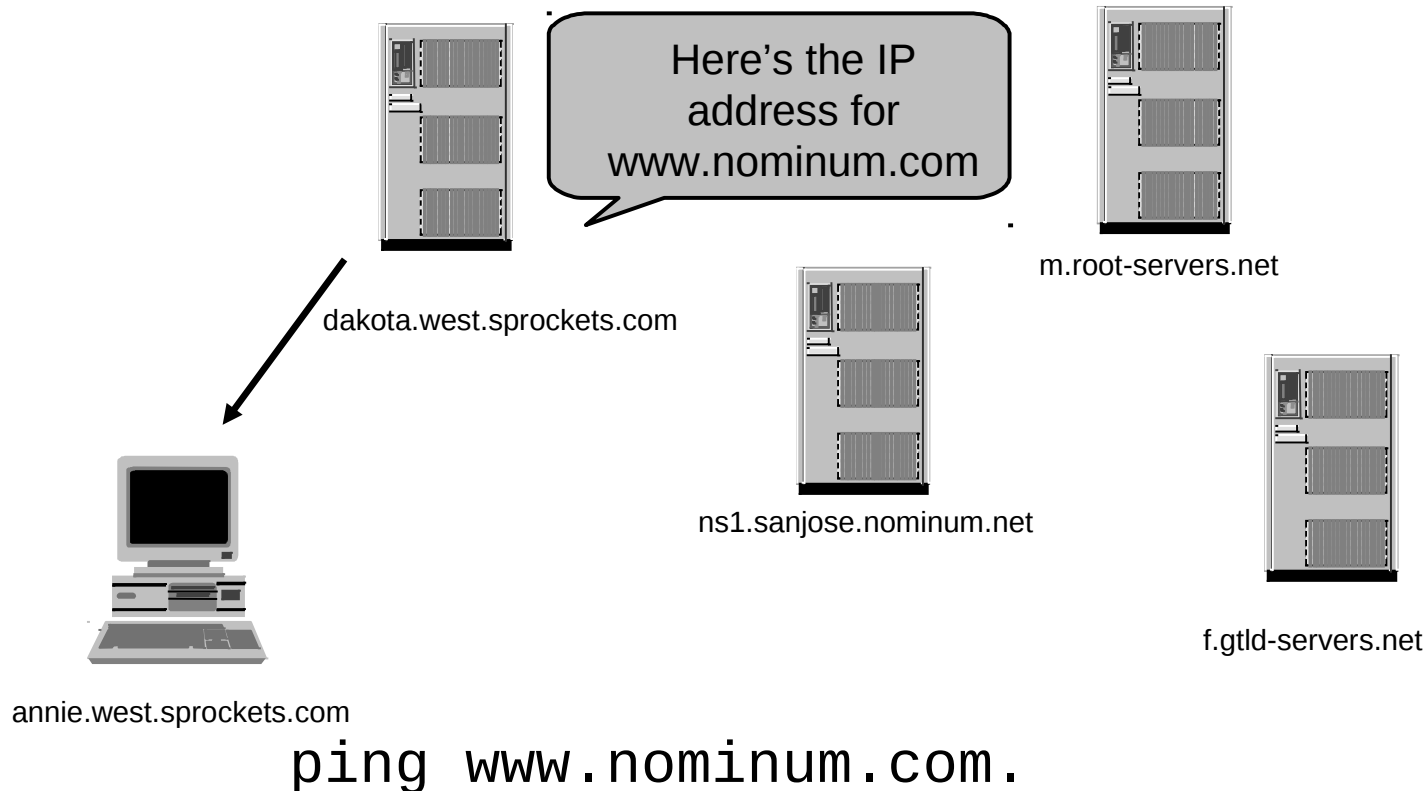 Here’s the IP
address for
www.nominum.com
m.root-servers.net
dakota.west.sprockets.com
ns1.sanjose.nominum.net
f.gtld-servers.net
annie.west.sprockets.com
ping www.nominum.com.